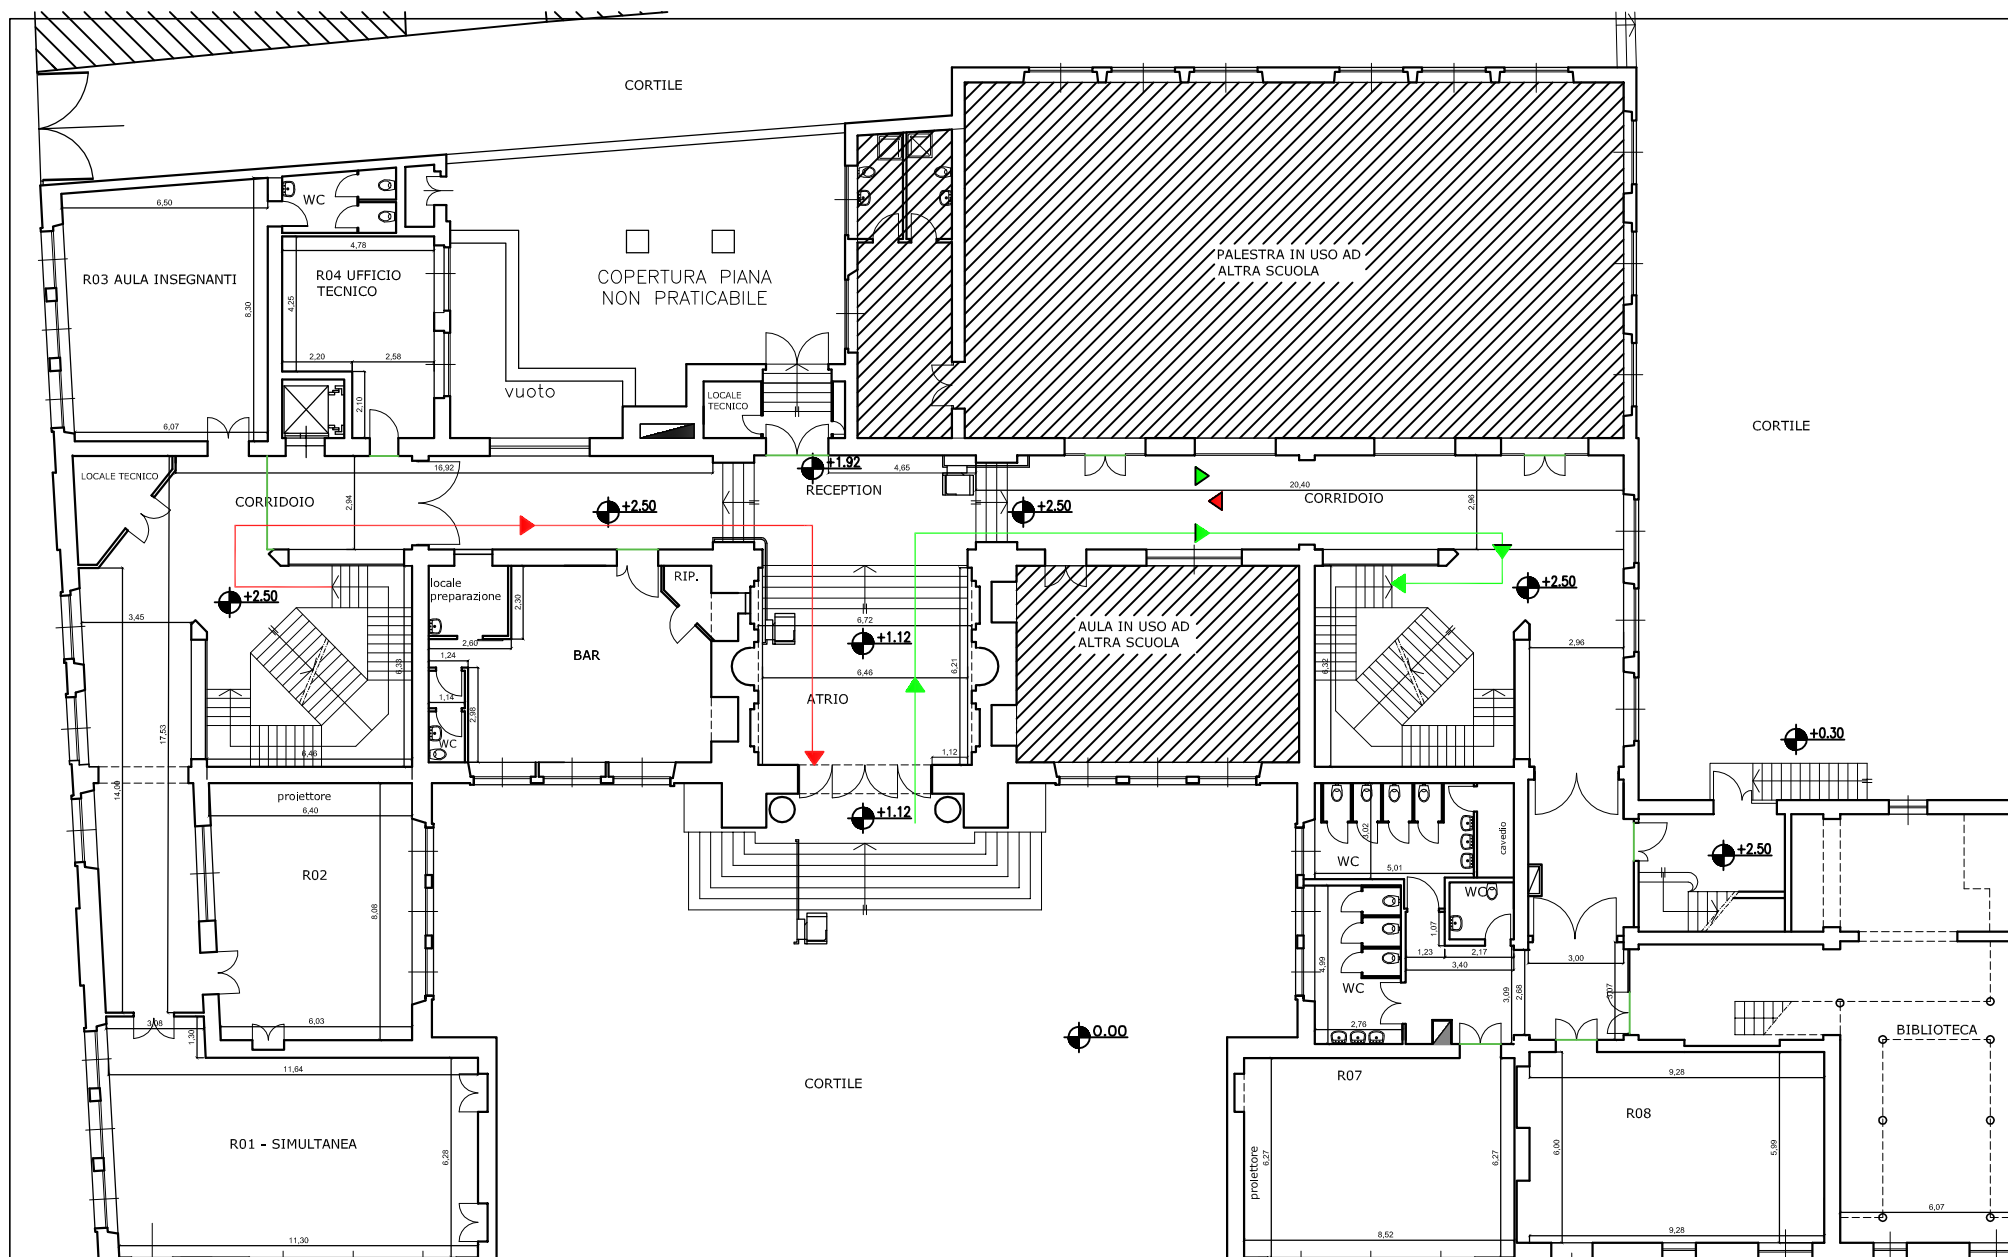 CORTILE
WC
6,50
4,78
R03 AULA INSEGNANTI
R04 UFFICIO
TECNICO
8,30
4,25
COPERTURA PIANA
NON PRATICABILE
PALESTRA IN USO AD
ALTRA SCUOLA
2,20
2,58
vuoto
2,10
LOCALE
TECNICO
6,07
CORTILE
LOCALE TECNICO
16,92
+1.92
4,65
RECEPTION
CORRIDOIO
2,94
+2.50
+2.50
20,40
CORRIDOIO
2,96
locale
preparazione
RIP.
2,30
+2.50
3,45
2,60
BAR
1,24
1,14
2,98
WC
6,33
6,46
17,53
14,00
6,72
+1.12
6,46
6,21
ATRIO
1,12
AULA IN USO AD
ALTRA SCUOLA
+2.50
6,32
2,96
+0.30
proiettore
6,40
+1.12
R02
8,08
3,02
WC
5,01
cavedio
WC
+2.50
1,07
1,23
2,17
3,40
3,00
4,99
WC
2,76
3,09
2,68
3,07
3,08
1,30
6,03
0.00
BIBLIOTECA
11,64
CORTILE
R07
9,28
R08
R01 - SIMULTANEA
6,28
proiettore
6,27
6,27
6,00
5,99
6,07
11,30
8,52
9,28